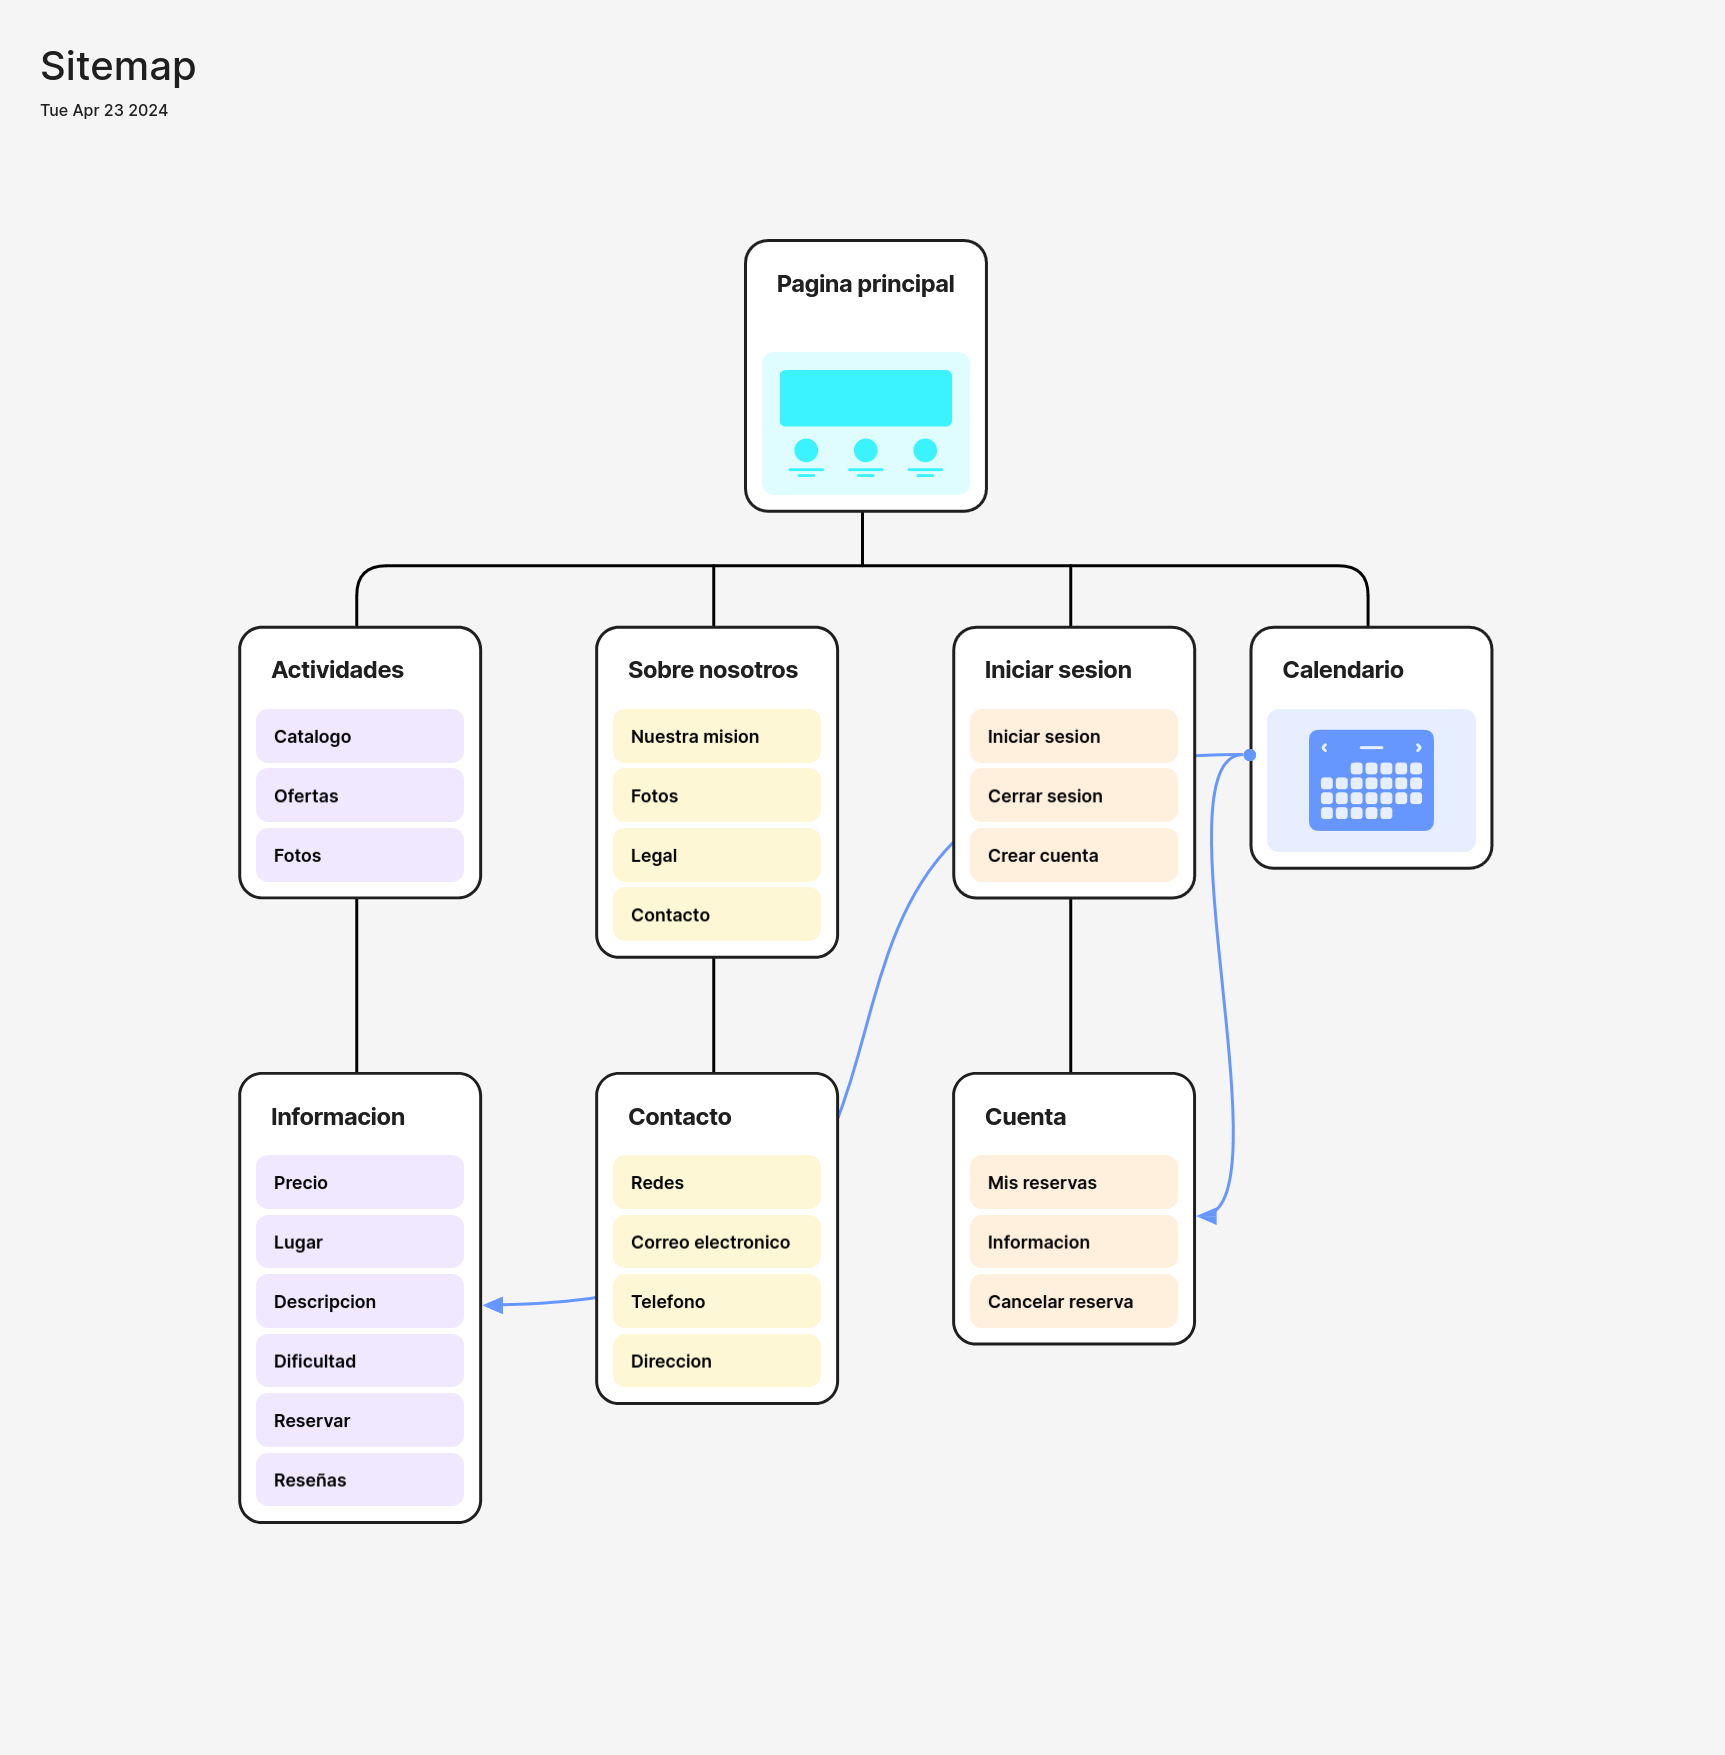 Sitemap
Tue Apr 23 2024
Pagina principal
Actividades
Catalogo
Ofertas
Fotos
Sobre nosotros
Nuestra mision
Fotos
Legal
Contacto
Iniciar sesion
Iniciar sesion
Cerrar sesion
Crear cuenta
Calendario
Informacion
Precio
Lugar
Descripcion
Dificultad
Reservar
Reseñas
Contacto
Redes
Correo electronico
Telefono
Direccion
Cuenta
Mis reservas
Informacion
Cancelar reserva